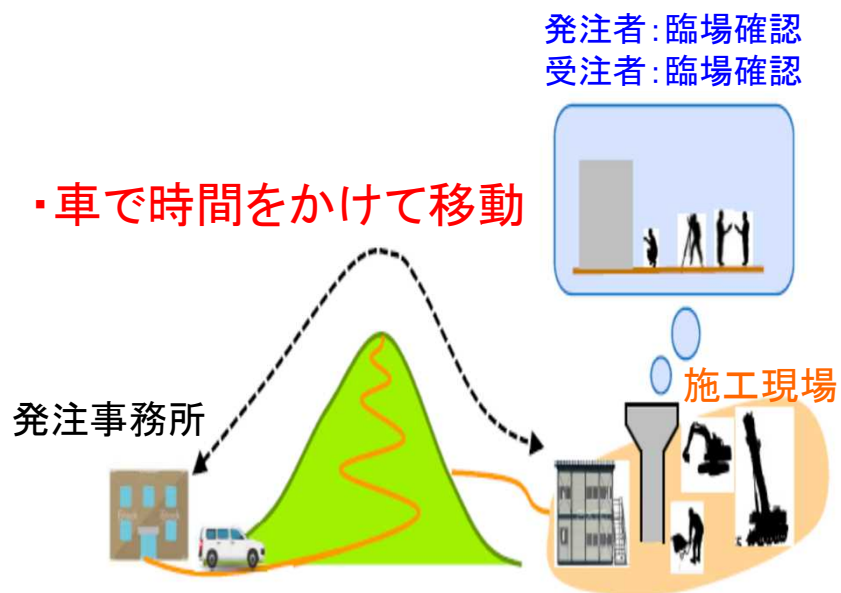 発注者：臨場確認
受注者：臨場確認
・車で時間をかけて移動
施工現場
発注事務所